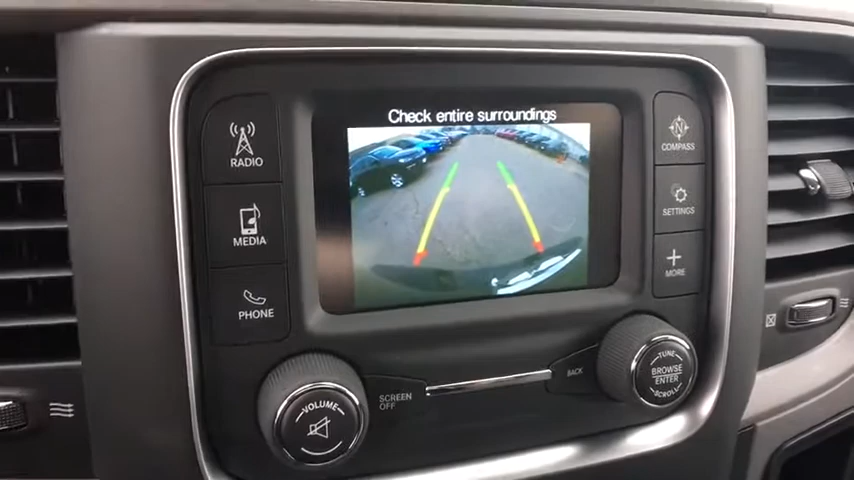 Check entire surroundings
RADIO
MEDIA
PHONE
N
COMPASS
SETTINGS
MORE
VOLUME
SCREEN
OFF
BACK
TUNE
BROWSE
ENTER
SCROLL